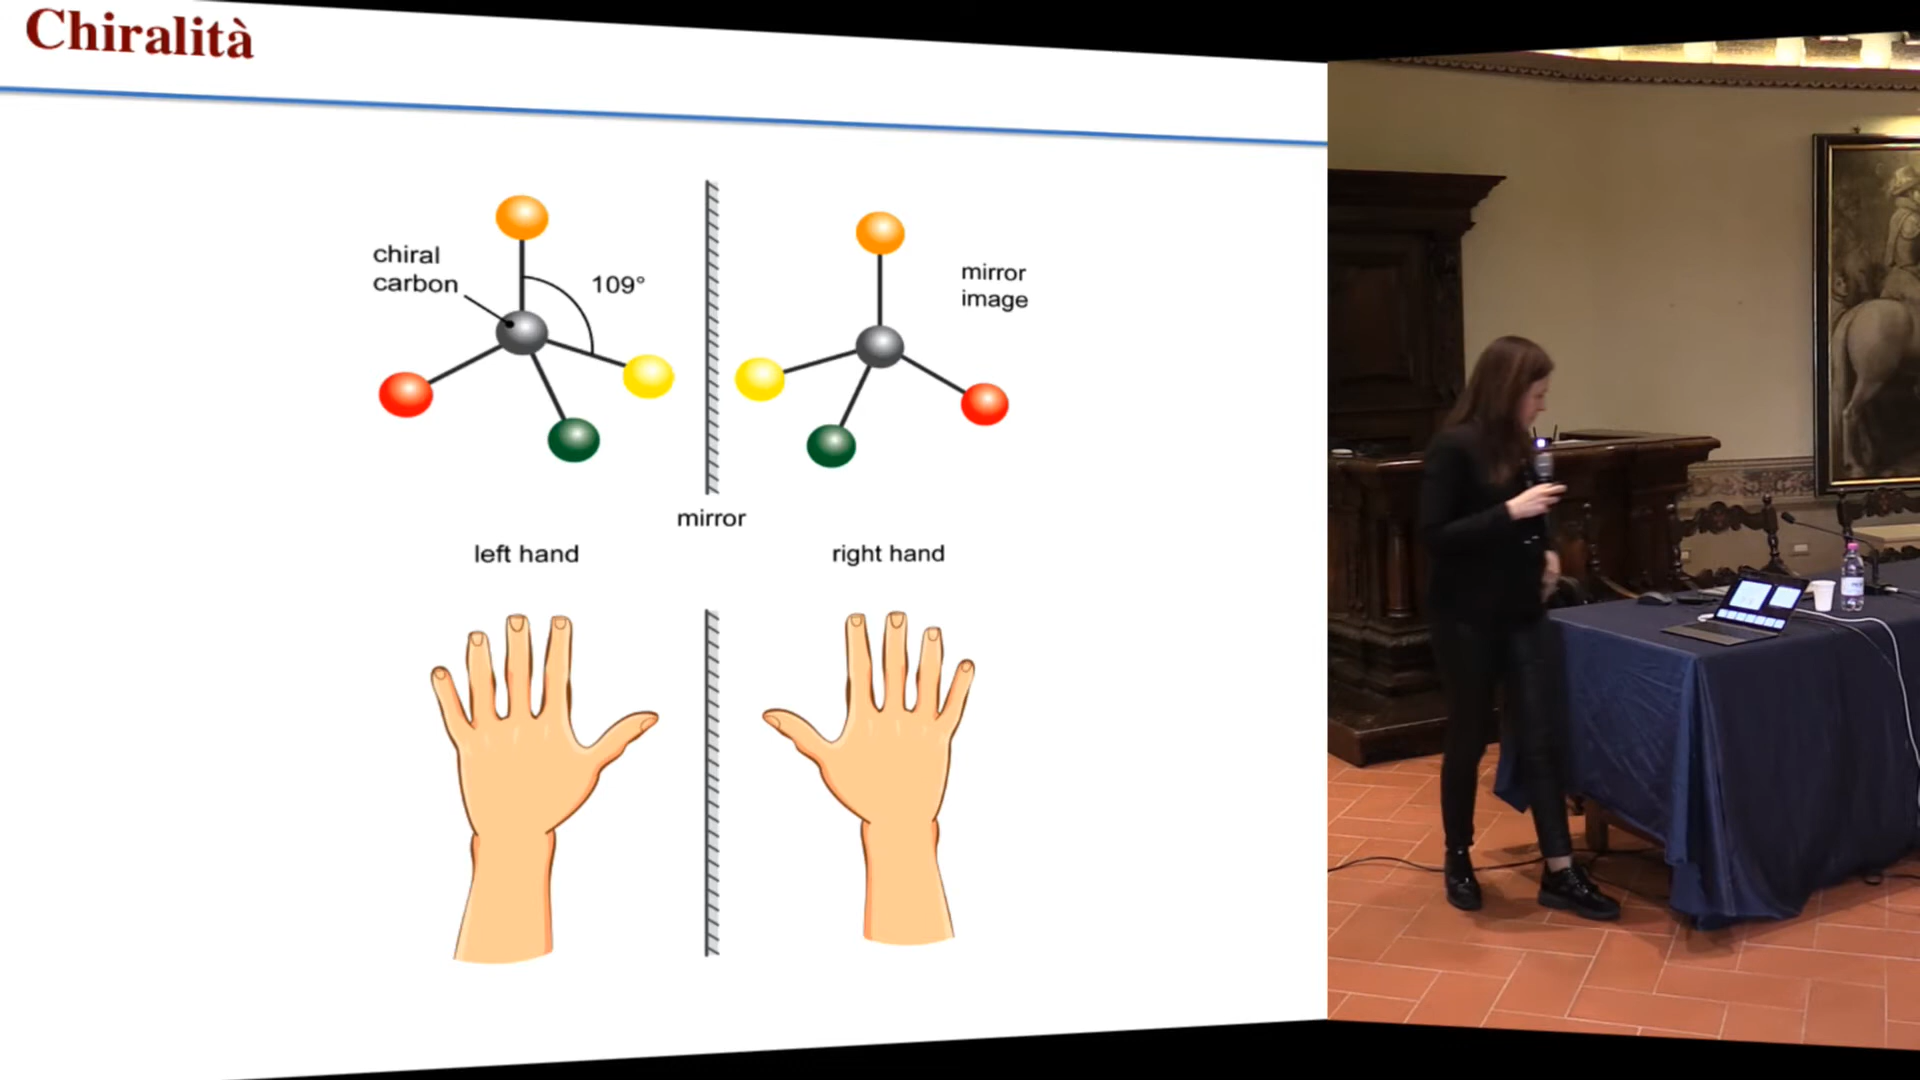 Chiralità
chiral
carbon
109°
mirror
image
mirror
left hand
right hand